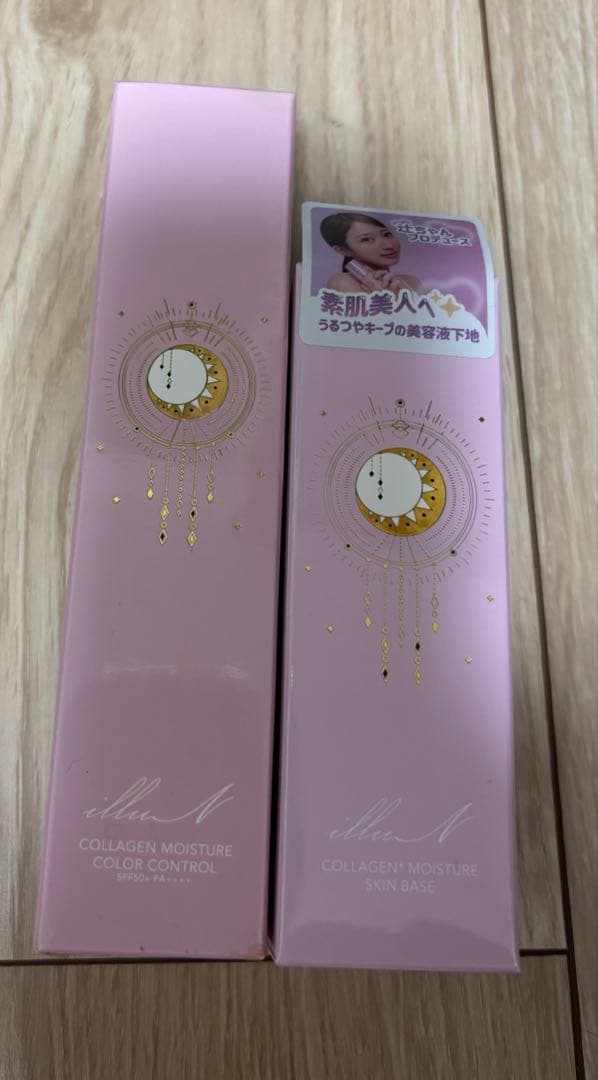 辻ちゃん
プロデュース
素肌美人へ
うるつやキープの美容液下地
illuN
COLLAGEN MOISTURE
COLOR CONTROL
SPF50+ PA++++
illuN
COLLAGEN⁺ MOISTURE
SKIN BASE